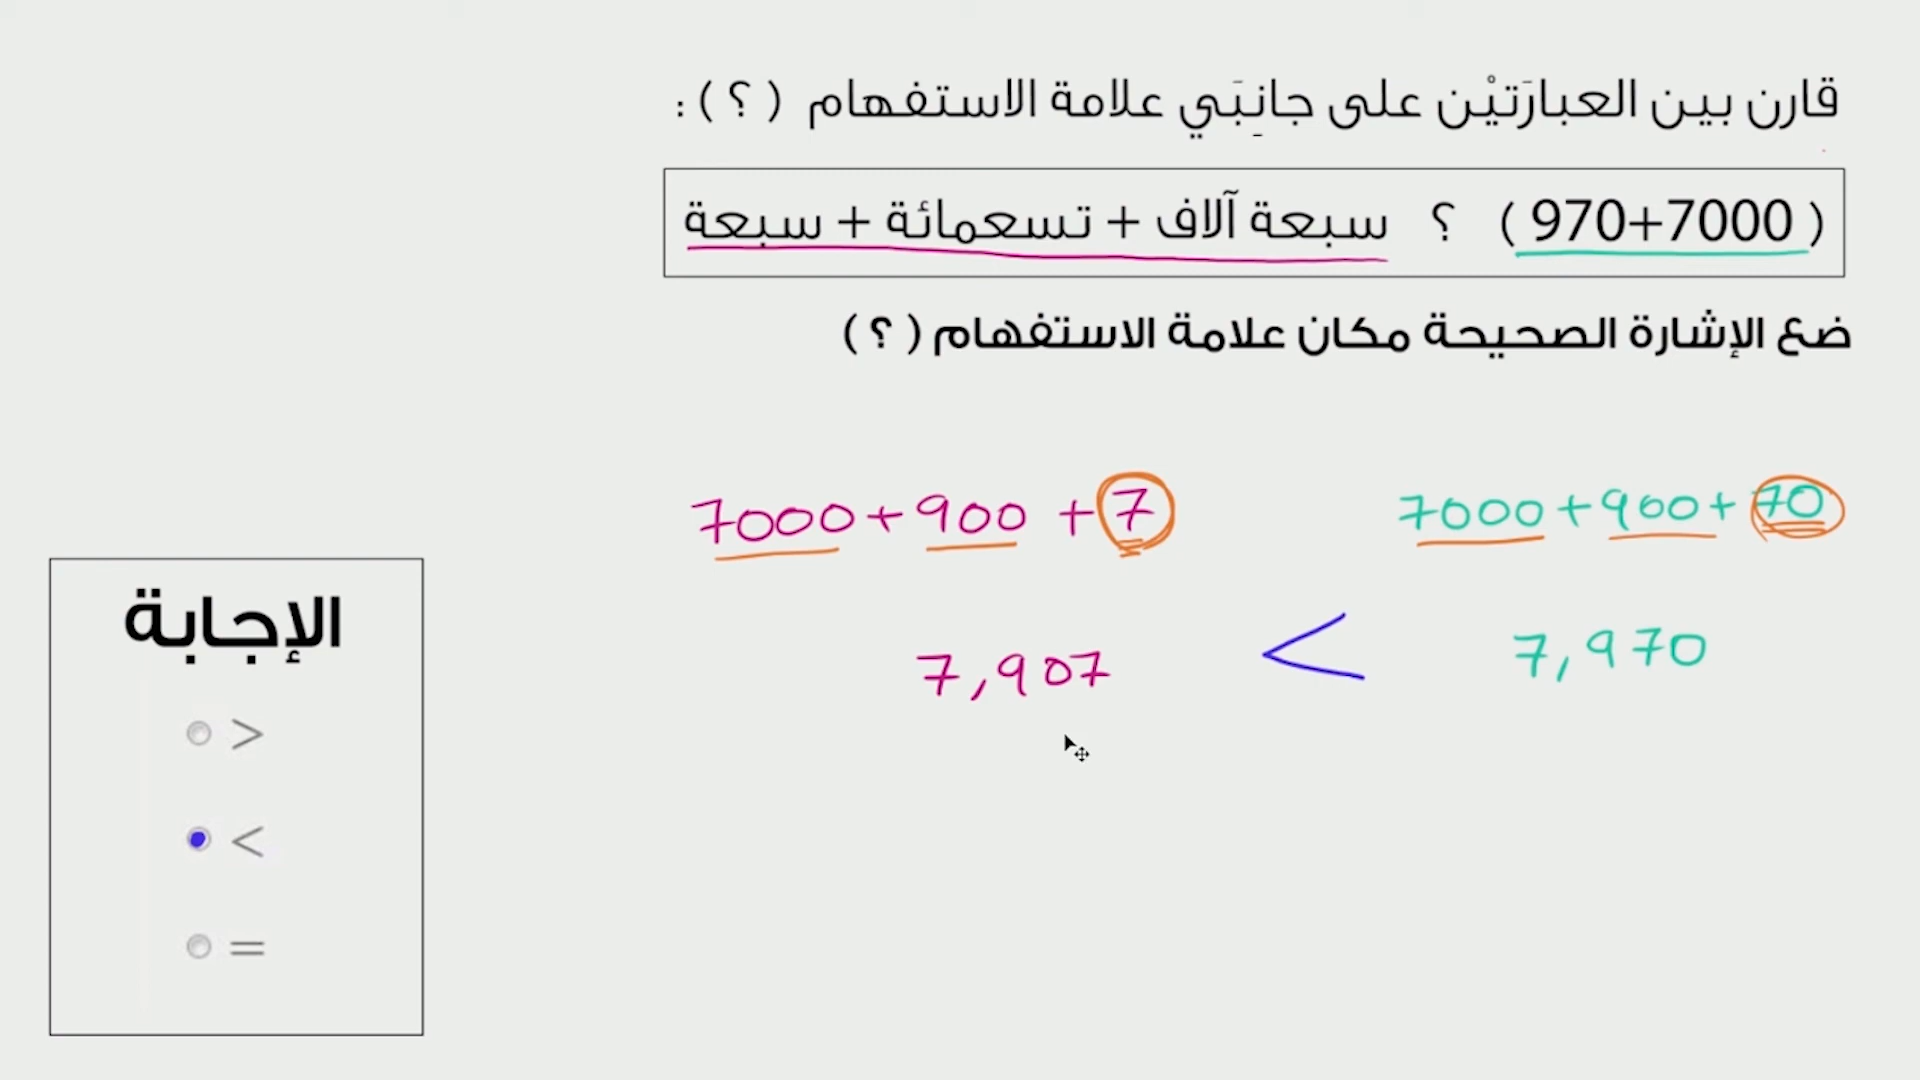 قارن بين العبارَتيْن على جانِبَي علامة الاستفهام ( ؟ ) :
( 970+7000 ) ؟ سبعة آلاف + تسعمائة + سبعة
ضع الإشارة الصحيحة مكان علامة الاستفهام ( ؟ )
7000+900 +7 7000+900+70
7,907 < 7,970
الإجابة
>
<
=